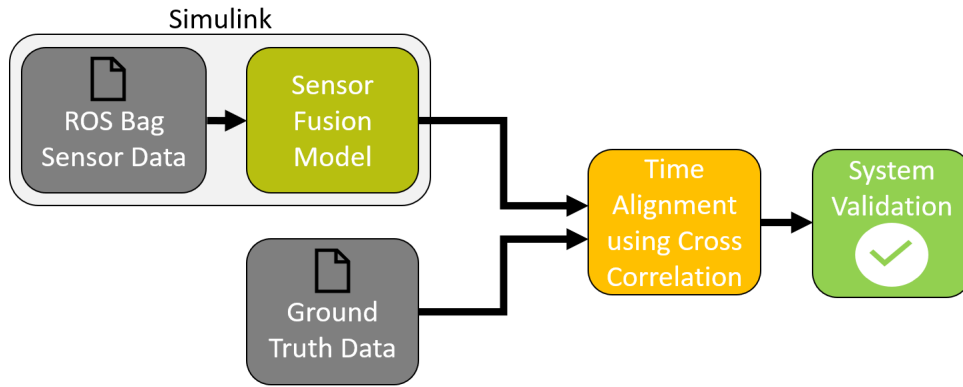 Simulink
ROS Bag
Sensor Data
Sensor
Fusion
Model
Time
Alignment
using Cross
Correlation
System
Validation
Ground
Truth Data